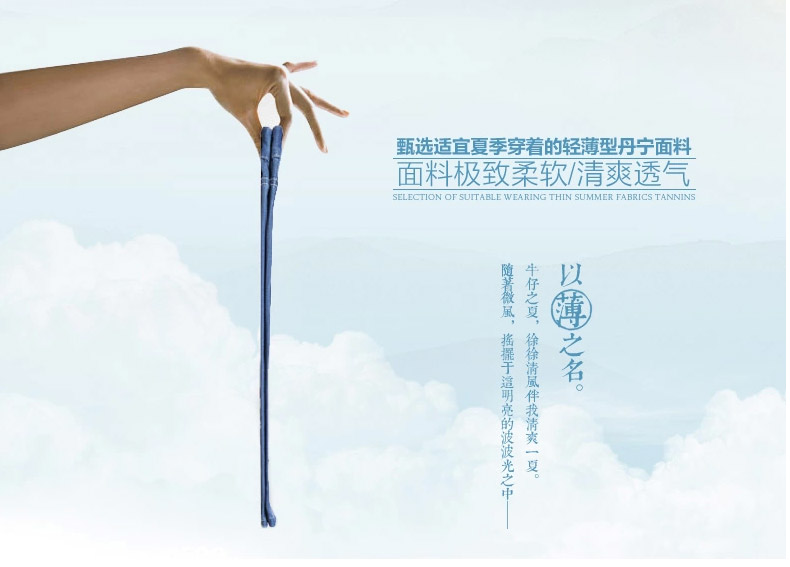 甄选适宜夏季穿着的轻薄型丹宁面料
面料极致柔软/清爽透气
SELECTION OF SUITABLE WEARING THIN SUMMER FABRICS TANNINS
以薄之名。
牛仔之夏，徐徐清風伴我清爽一夏。
隨著微風，搖擺于這明亮的波波光之中——